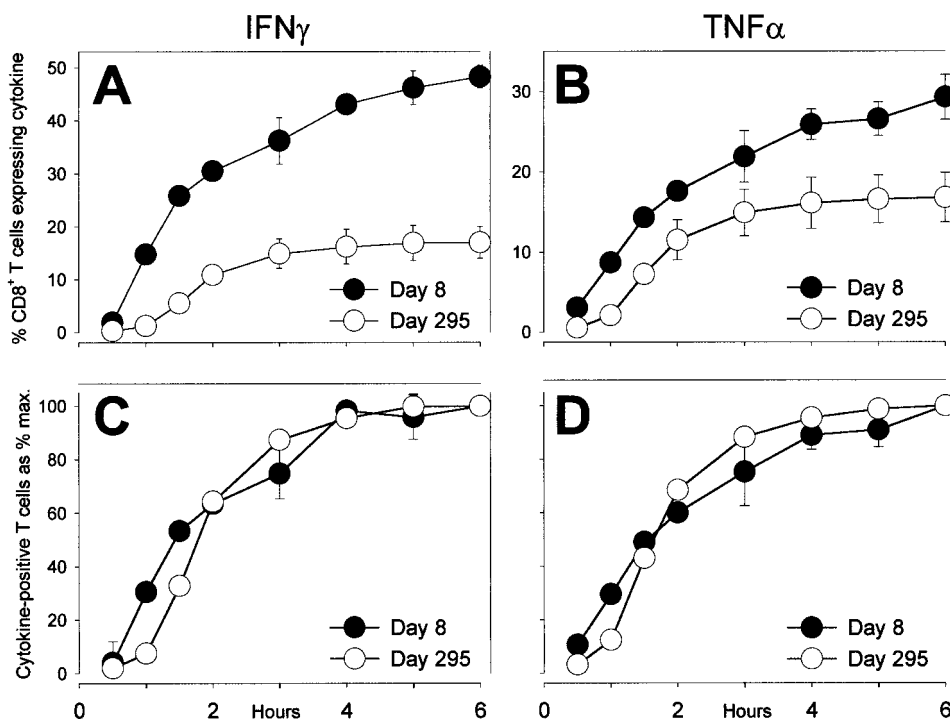 IFNγ
TNFα
% CD8⁺ T cells expressing cytokine
A
50
40
30
20
10
0
Day 8
Day 295
B
30
20
10
0
Day 8
Day 295
Cytokine-positive T cells as % max.
C
100
80
60
40
20
0
Day 8
Day 295
0 2 Hours 4 6
D
Day 8
Day 295
0 2 Hours 4 6